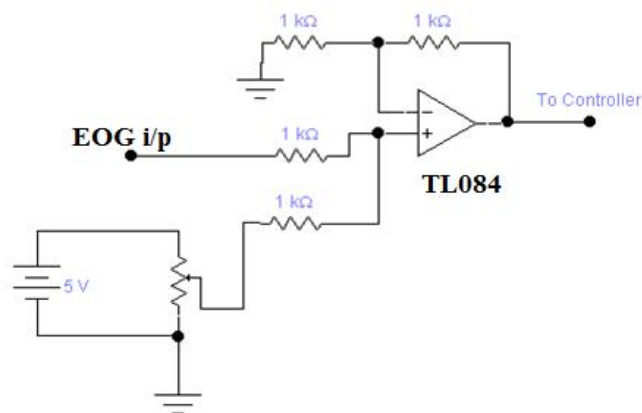 1 kΩ
1 kΩ
To Controller
EOG i/p
1 kΩ
−
+
TL084
1 kΩ
5 V